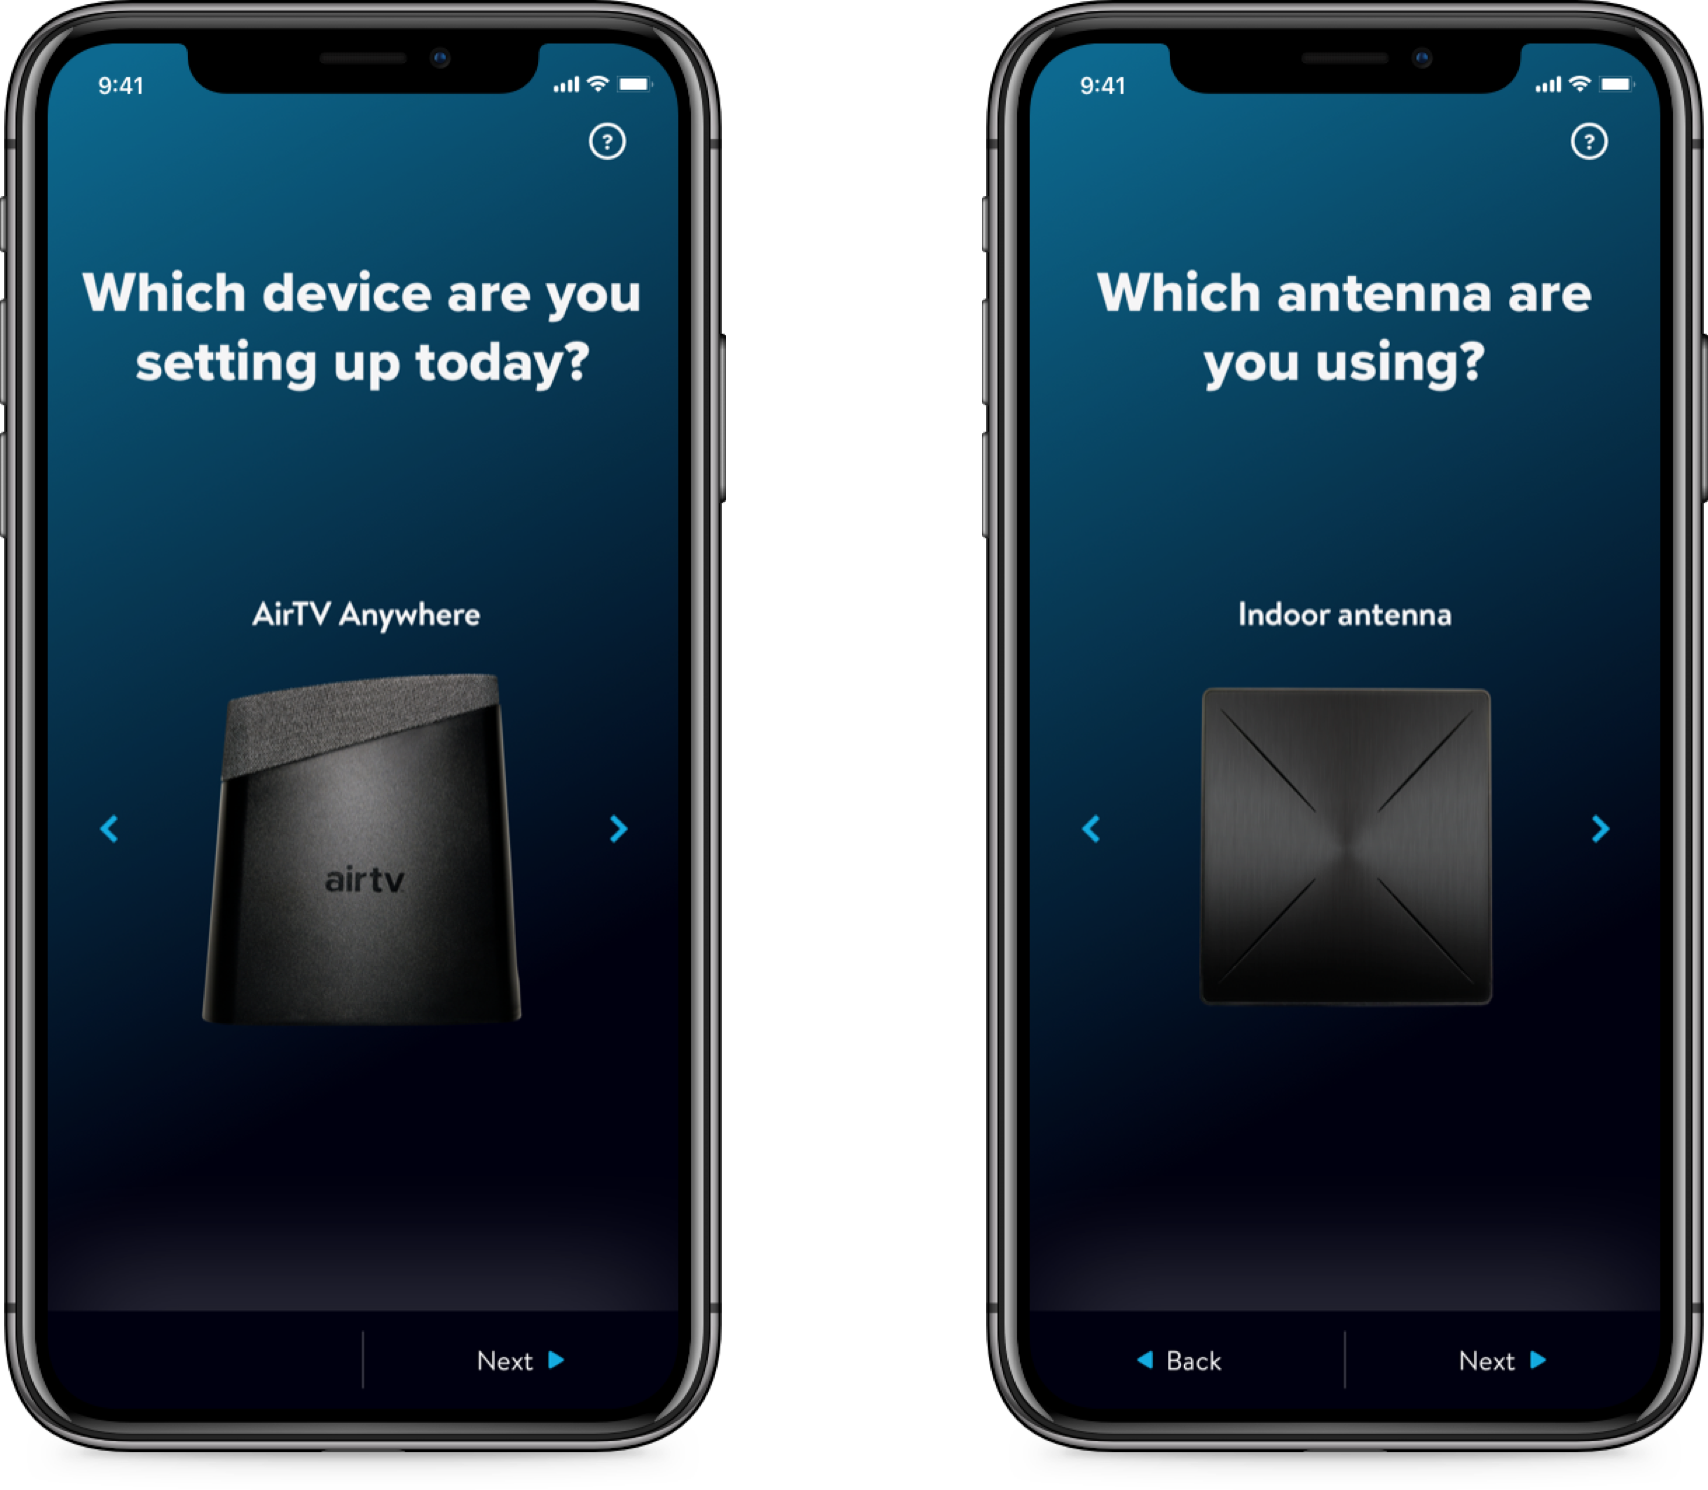 9:41
?
Which device are you
setting up today?
AirTV Anywhere
airtv
Next
9:41
?
Which antenna are
you using?
Indoor antenna
Back
Next